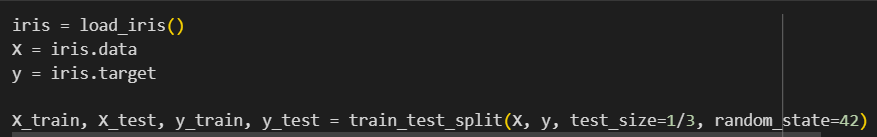 iris = load_iris()
X = iris.data
y = iris.target
X_train, X_test, y_train, y_test = train_test_split(X, y, test_size=1/3, random_state=42)